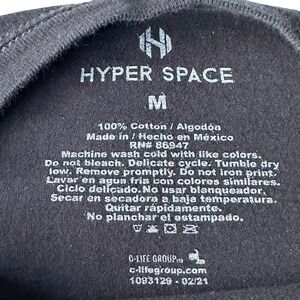 HYPER SPACE
M
100% Cotton / Algodón
Made in / Hecho en México
RN# 86947
Machine wash cold with like colors.
Do not bleach. Delicate cycle. Tumble dry
low. Remove promptly. Do not iron print.
Lavar en agua fría con colores similares.
Ciclo delicado. No usar blanqueador.
Secar en secadora a baja temperatura.
Quitar rápidamente.
No planchar el estampado.
C-LIFE GROUP LTD
c-lifegroup.com
1093129 - 02/21